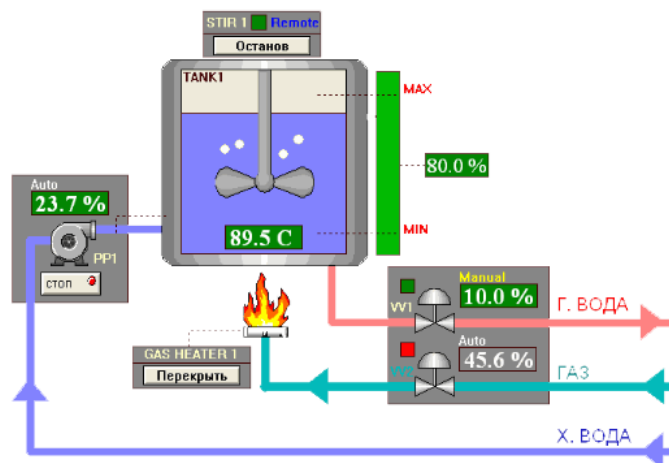 STIR 1 Remote
Останов
TANK1
MAX
80.0 %
Auto
23.7 %
PP1
стоп
89.5 C
MIN
Manual
10.0 %
VV1
Г. ВОДА
Auto
45.6 %
VV2
ГАЗ
GAS HEATER 1
Перекрыть
Х. ВОДА